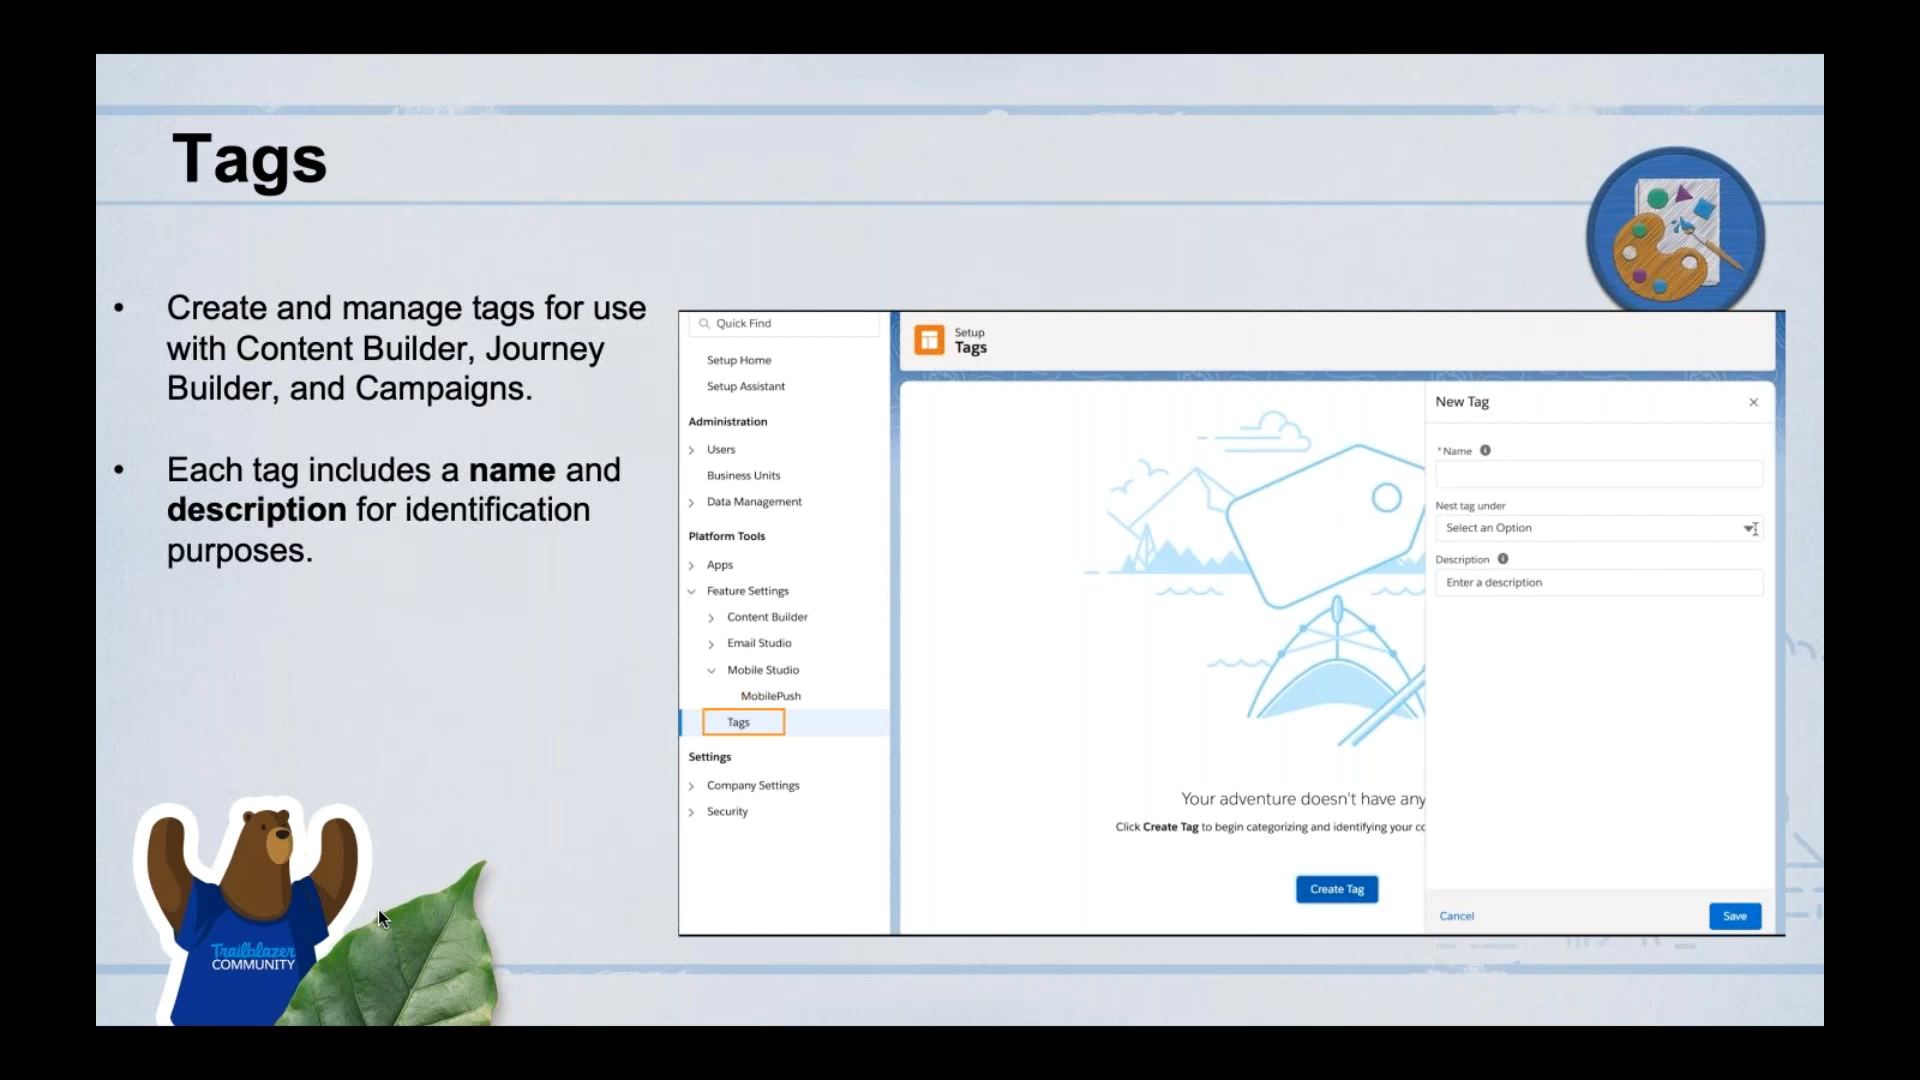 Tags
• Create and manage tags for use
with Content Builder, Journey
Builder, and Campaigns.
• Each tag includes a name and
description for identification
purposes.
Trailblazer
COMMUNITY
Quick Find
Setup Home
Setup Assistant
Administration
Users
Business Units
Data Management
Platform Tools
Apps
Feature Settings
Content Builder
Email Studio
Mobile Studio
MobilePush
Tags
Settings
Company Settings
Security
Setup
Tags
Your adventure doesn't have any
Click Create Tag to begin categorizing and identifying your co
Create Tag
New Tag
* Name
Nest tag under
Select an Option
Description
Enter a description
Cancel
Save